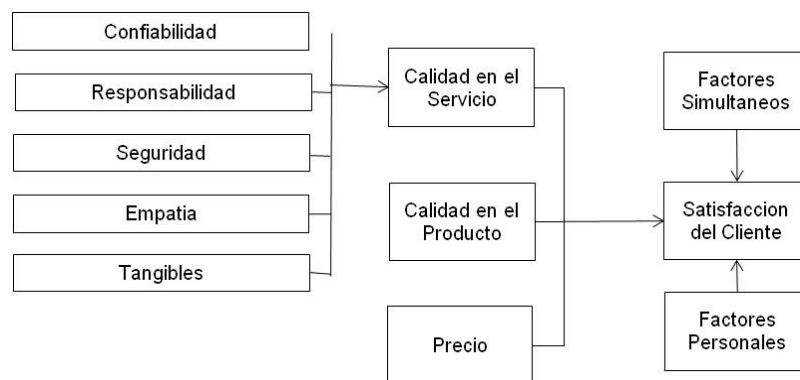 Confiabilidad
Responsabilidad
Seguridad
Empatia
Tangibles
Calidad en el
Servicio
Calidad en el
Producto
Precio
Factores
Simultaneos
Satisfaccion
del Cliente
Factores
Personales